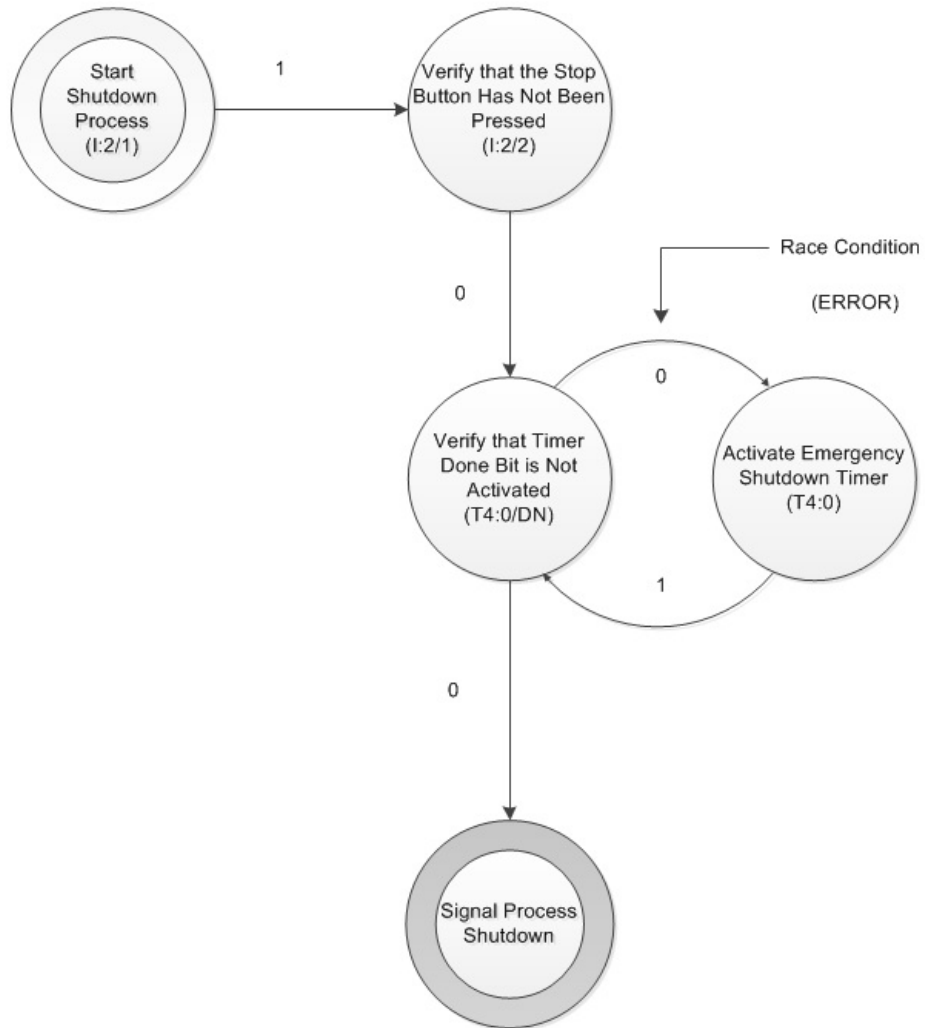 Start
Shutdown
Process
(I:2/1)
1
Verify that the Stop
Button Has Not Been
Pressed
(I:2/2)
0
Race Condition
(ERROR)
0
Verify that Timer
Done Bit is Not
Activated
(T4:0/DN)
Activate Emergency
Shutdown Timer
(T4:0)
1
0
Signal Process
Shutdown